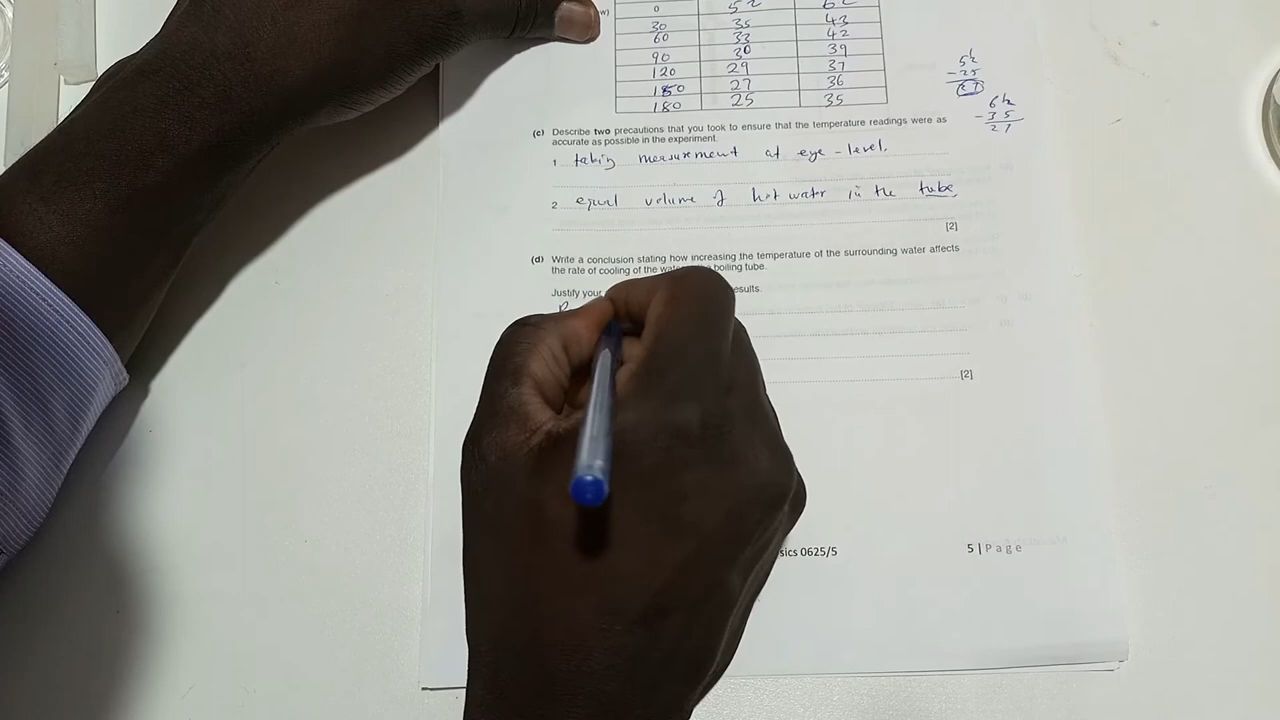 0 52 62
30 35 43
60 33 42
90 30 39
120 29 37
150 27 36
180 25 35
52
- 25
27
62
- 35
27
(c) Describe two precautions that you took to ensure that the temperature readings were as
accurate as possible in the experiment.
1 taking measurement at eye-level.
2 equal volume of hot water in the tube
[2]
(d) Write a conclusion stating how increasing the temperature of the surrounding water affects
the rate of cooling of the boiling tube.
Justify your esults.
[2]
sics 0625/5
5 | Page